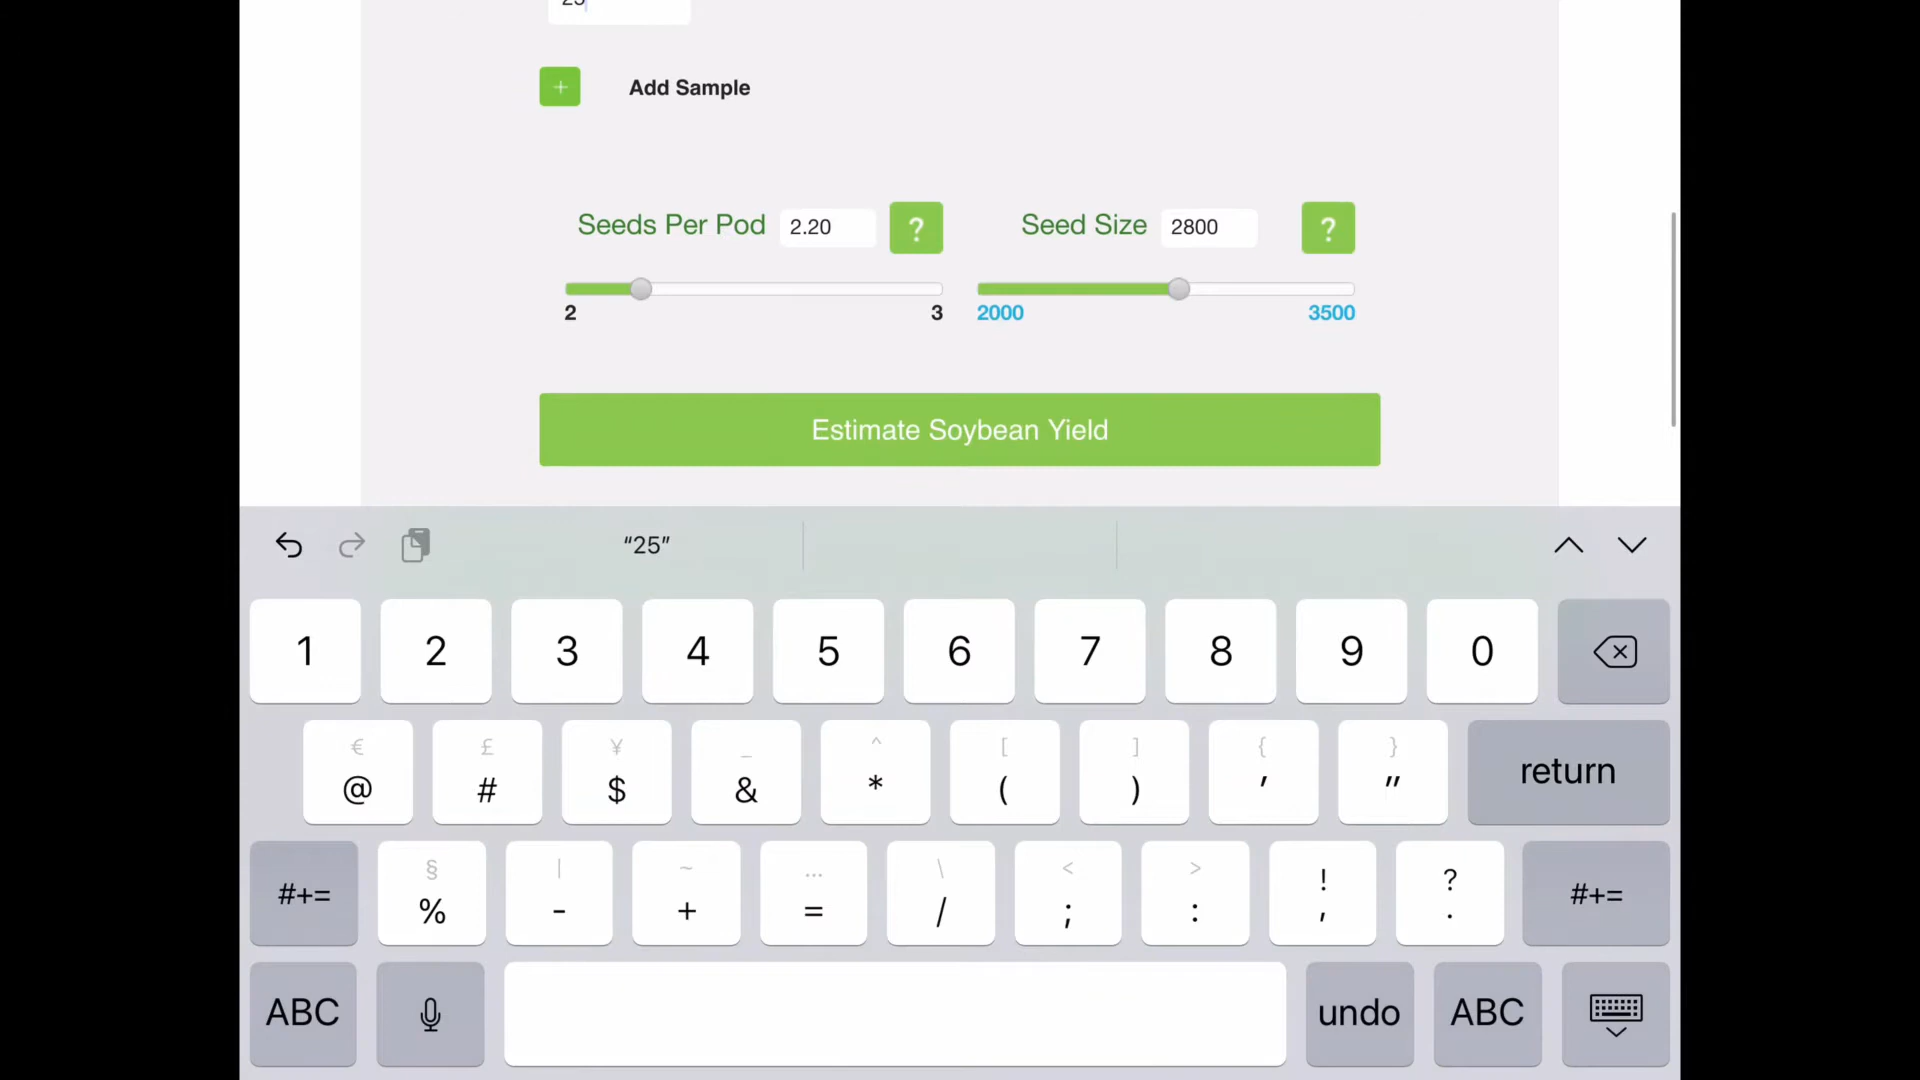 25
+ Add Sample
Seeds Per Pod 2.20 ? Seed Size 2800 ?
2 3 2000 3500
Estimate Soybean Yield
“25”
1 2 3 4 5 6 7 8 9 0
€ £ ¥ _ ^ [ ] { }
@ # $ & * ( ) ' " return
§ | ~ … \ < > ! ?
#+= % - + = / ; : , . #+=
ABC undo ABC